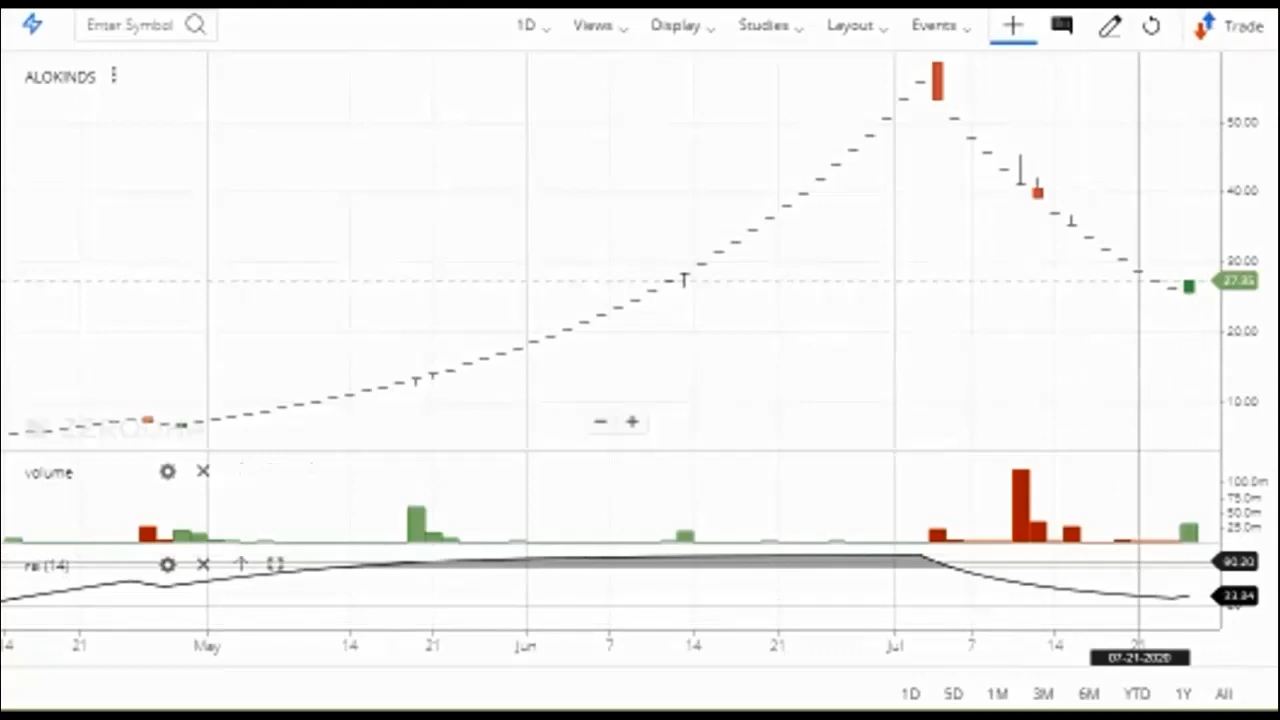 Enter Symbol 1D Views Display Studies Layout Events Trade
ALOKINDS
50.00
40.00
30.00
27.35
20.00
10.00
volume
100.0m
75.0m
50.0m
25.0m
rsi (14)
90.20
23.94
21 May 14 21 Jun 7 14 21 Jul 7 14
07-21-2020
1D 5D 1M 3M 6M YTD 1Y All